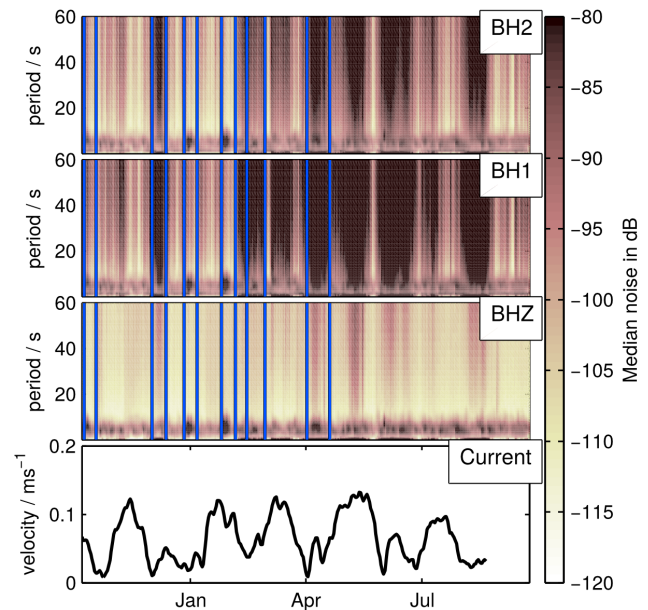 60
40
20
period / s
BH2
60
40
20
period / s
BH1
60
40
20
period / s
BHZ
0.2
0.1
0
velocity / ms⁻¹
Current
Jan
Apr
Jul
−80
−85
−90
−95
−100
−105
−110
−115
−120
Median noise in dB